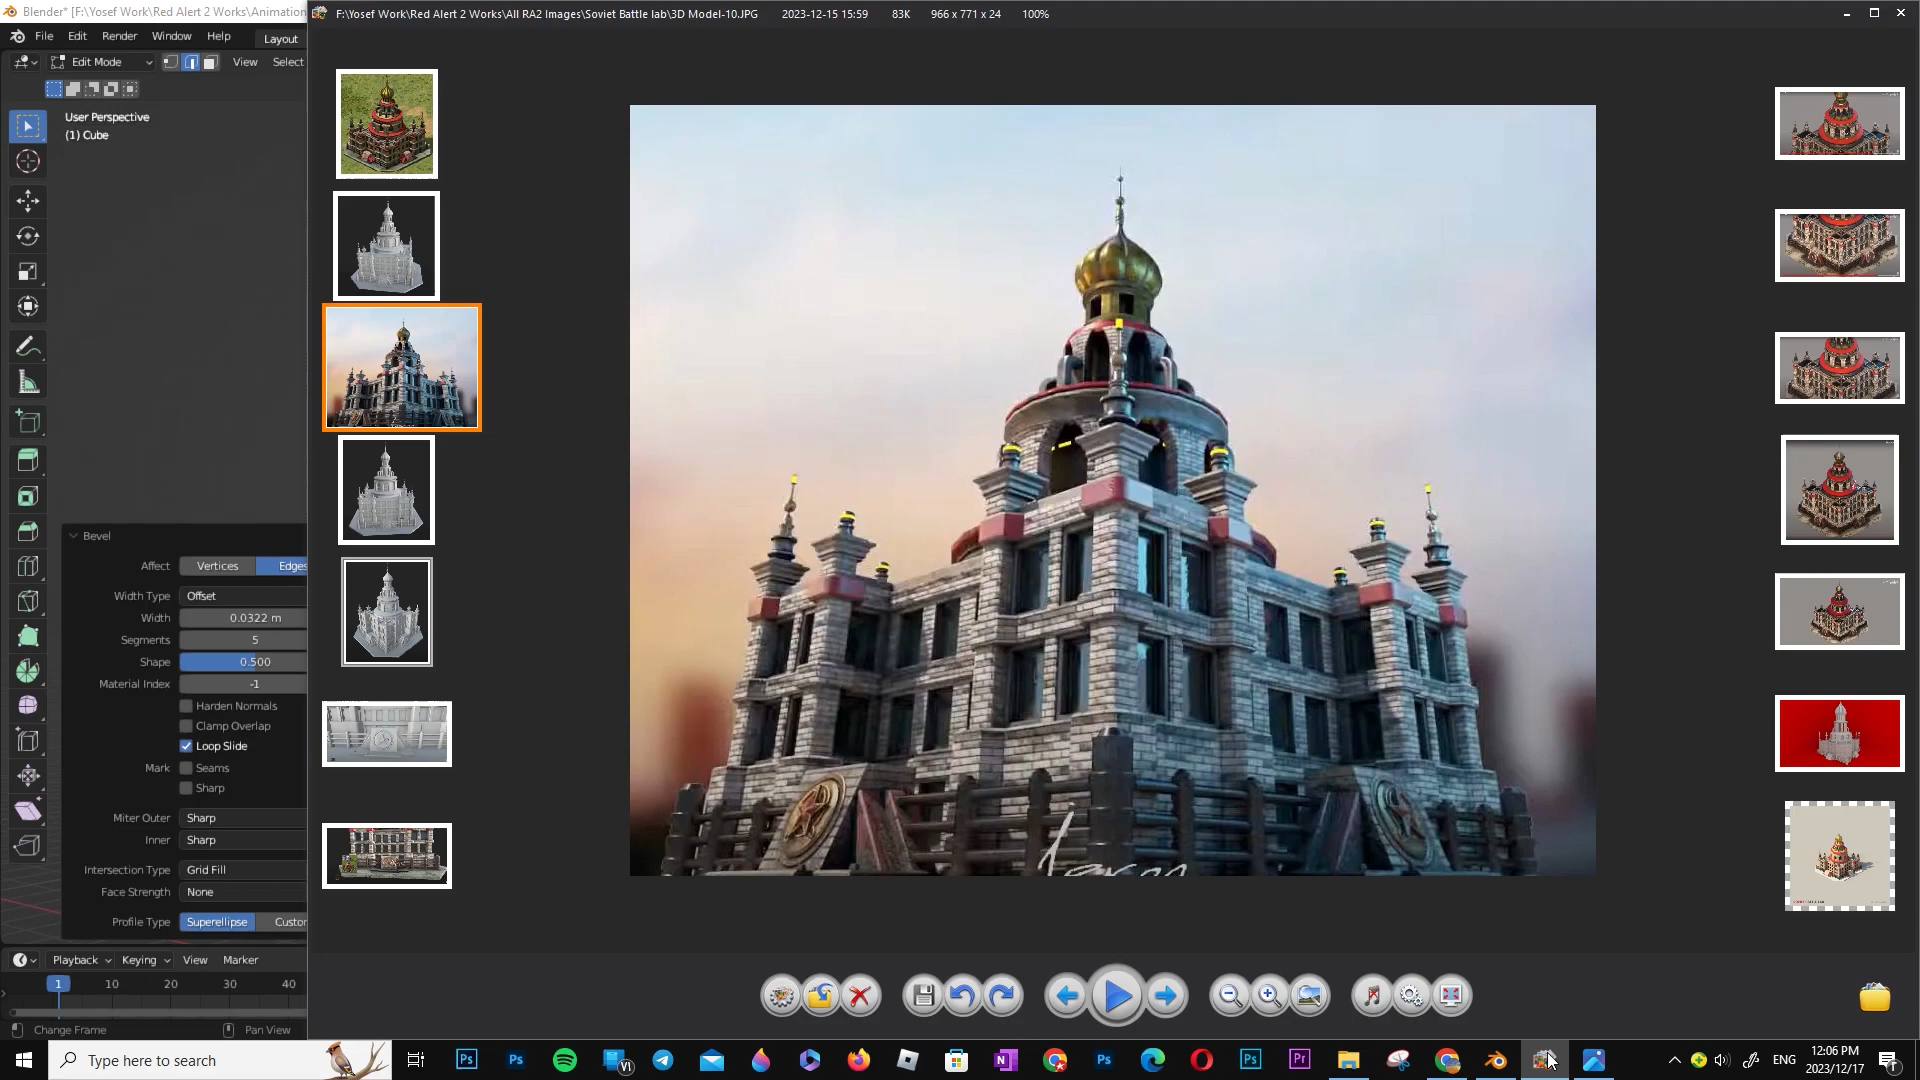 Blender* [F:\Yosef Work\Red Alert 2 Works\Animation
F:\Yosef Work\Red Alert 2 Works\All RA2 Images\Soviet Battle lab\3D Model-10.JPG 2023-12-15 15:59 83K 966 x 771 x 24 100%
File Edit Render Window Help Layout
Edit Mode View Select
User Perspective
(1) Cube
Bevel
Affect Vertices Edges
Width Type Offset
Width 0.0322 m
Segments 5
Shape 0.500
Material Index -1
Harden Normals
Clamp Overlap
Loop Slide
Mark Seams
Sharp
Miter Outer Sharp
Inner Sharp
Intersection Type Grid Fill
Face Strength None
Profile Type Superellipse Custo
Playback Keying View Marker
1 10 20 30 40
Change Frame Pan View
Type here to search
ENG
12:06 PM
2023/12/17